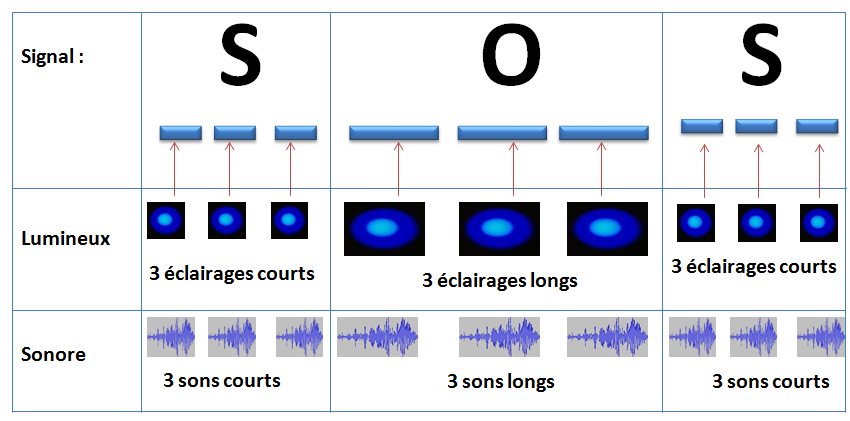 Signal :
S
O
S
Lumineux
3 éclairages courts
3 éclairages longs
3 éclairages courts
Sonore
3 sons courts
3 sons longs
3 sons courts